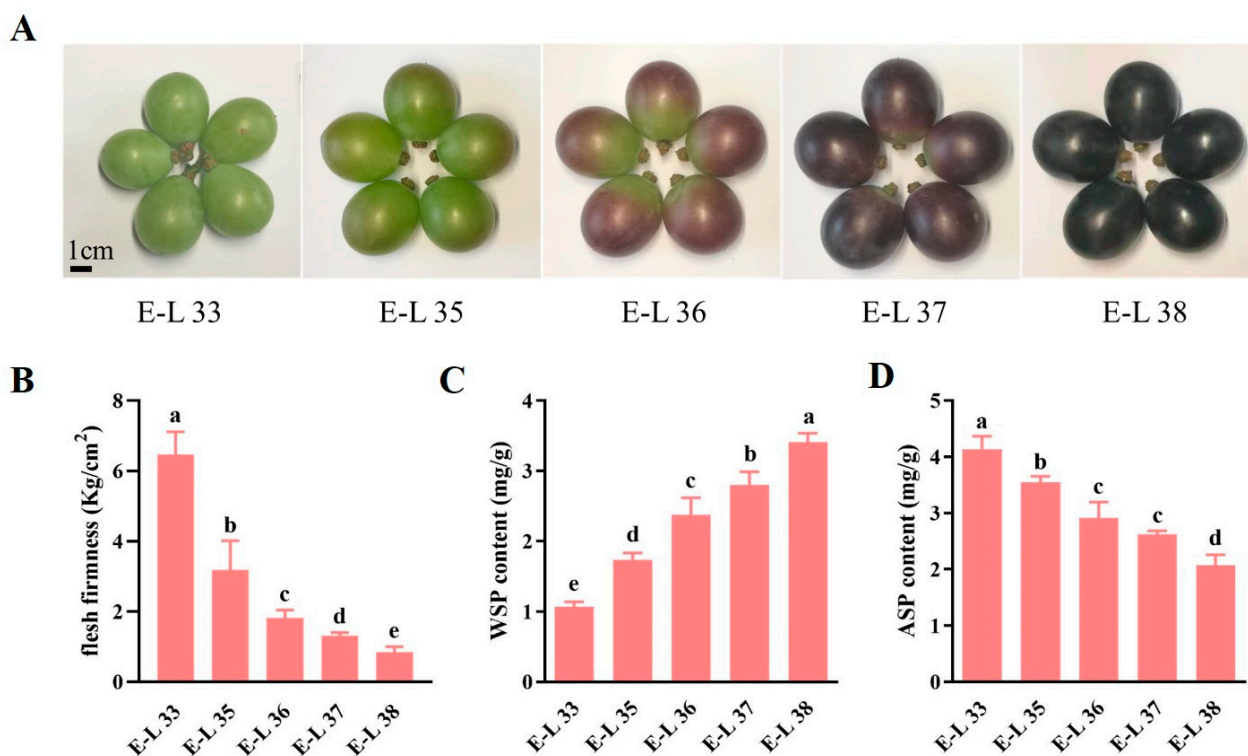 A
1cm
E-L 33
E-L 35
E-L 36
E-L 37
E-L 38
B
flesh firmness (Kg/cm²)
8
6
4
2
0
a
b
c
d
e
E-L 33
E-L 35
E-L 36
E-L 37
E-L 38
C
WSP content (mg/g)
4
3
2
1
0
e
d
c
b
a
E-L 33
E-L 35
E-L 36
E-L 37
E-L 38
D
ASP content (mg/g)
5
4
3
2
1
0
a
b
c
c
d
E-L 33
E-L 35
E-L 36
E-L 37
E-L 38